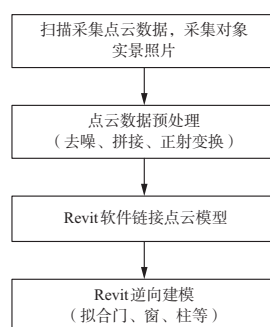 扫描采集点云数据，采集对象
实景照片
点云数据预处理
（去噪、拼接、正射变换）
Revit软件链接点云模型
Revit逆向建模
（拟合门、窗、柱等）